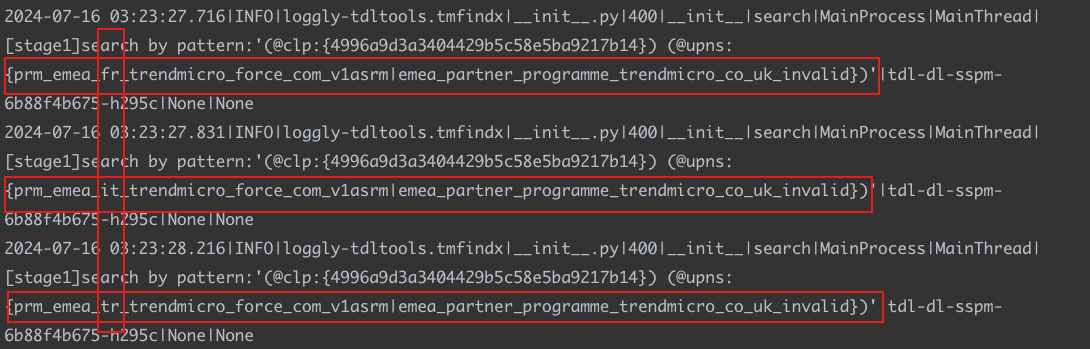 2024-07-16 03:23:27.716|INFO|loggly-tdltools.tmfindx|__init__.py|400|__init__|search|MainProcess|MainThread|
[stage1]search by pattern:'(@clp:{4996a9d3a3404429b5c58e5ba9217b14}) (@upns:
{prm_emea_fr_trendmicro_force_com_v1asrm|emea_partner_programme_trendmicro_co_uk_invalid})'|tdl-dl-sspm-
6b88f4b675-h295c|None|None
2024-07-16 03:23:27.831|INFO|loggly-tdltools.tmfindx|__init__.py|400|__init__|search|MainProcess|MainThread|
[stage1]search by pattern:'(@clp:{4996a9d3a3404429b5c58e5ba9217b14}) (@upns:
{prm_emea_it_trendmicro_force_com_v1asrm|emea_partner_programme_trendmicro_co_uk_invalid})'|tdl-dl-sspm-
6b88f4b675-h295c|None|None
2024-07-16 03:23:28.216|INFO|loggly-tdltools.tmfindx|__init__.py|400|__init__|search|MainProcess|MainThread|
[stage1]search by pattern:'(@clp:{4996a9d3a3404429b5c58e5ba9217b14}) (@upns:
{prm_emea_tr_trendmicro_force_com_v1asrm|emea_partner_programme_trendmicro_co_uk_invalid})'|tdl-dl-sspm-
6b88f4b675-h295c|None|None